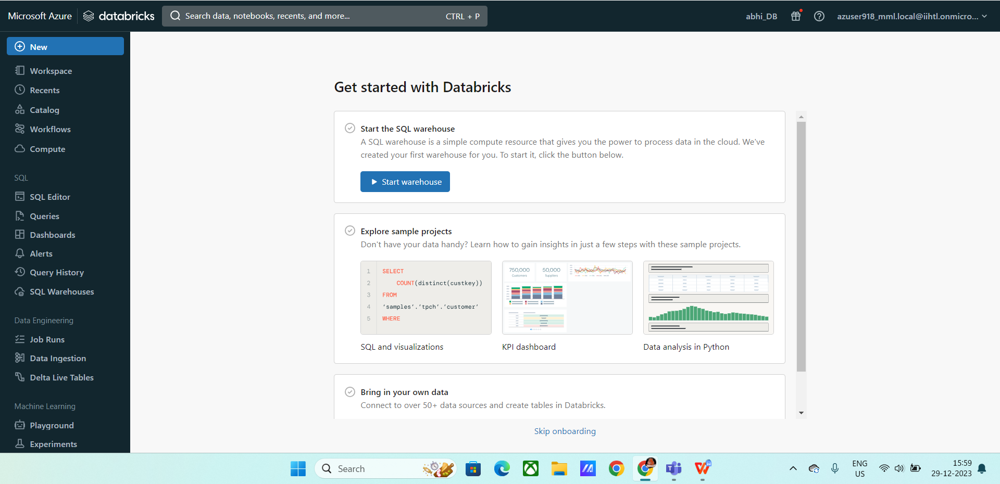 Microsoft Azure
databricks
Search data, notebooks, recents, and more...
CTRL + P
abhi_DB
azuser918_mml.local@iihtl.onmicro...
New
Workspace
Recents
Catalog
Workflows
Compute
SQL
SQL Editor
Queries
Dashboards
Alerts
Query History
SQL Warehouses
Data Engineering
Job Runs
Data Ingestion
Delta Live Tables
Machine Learning
Playground
Experiments
Get started with Databricks
Start the SQL warehouse
A SQL warehouse is a simple compute resource that gives you the power to process data in the cloud. We've
created your first warehouse for you. To start it, click the button below.
Start warehouse
Explore sample projects
Don't have your data handy? Learn how to gain insights in just a few steps with these sample projects.
1 SELECT
2 COUNT(distinct(custkey))
3 FROM
4 ‘samples’.‘tpch’.‘customer’
5 WHERE
750,000
Customers
50,000
Suppliers
SQL and visualizations
KPI dashboard
Data analysis in Python
Bring in your own data
Connect to over 50+ data sources and create tables in Databricks.
Skip onboarding
Search
ENG
US
15:59
29-12-2023